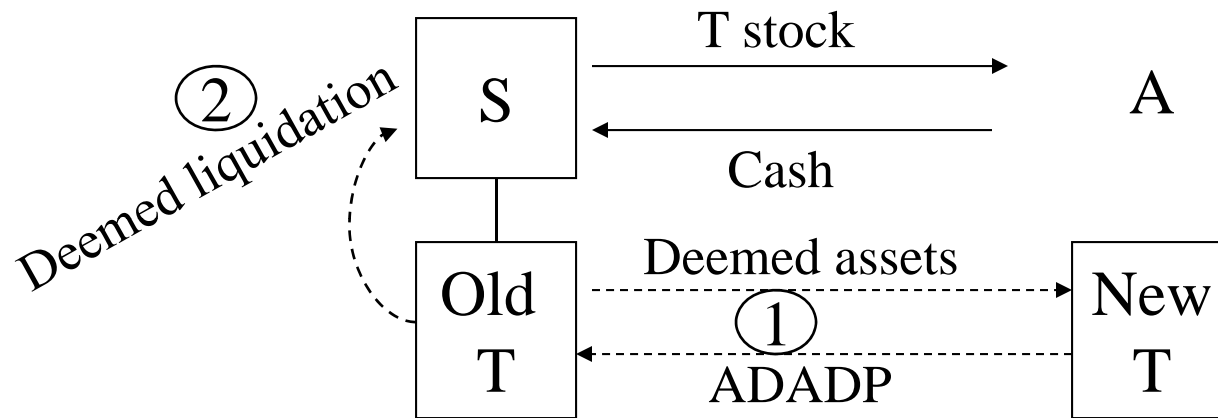 T stock
2
S
A
Deemed liquidation
Cash
Deemed assets
Old
T
1
New
T
ADADP